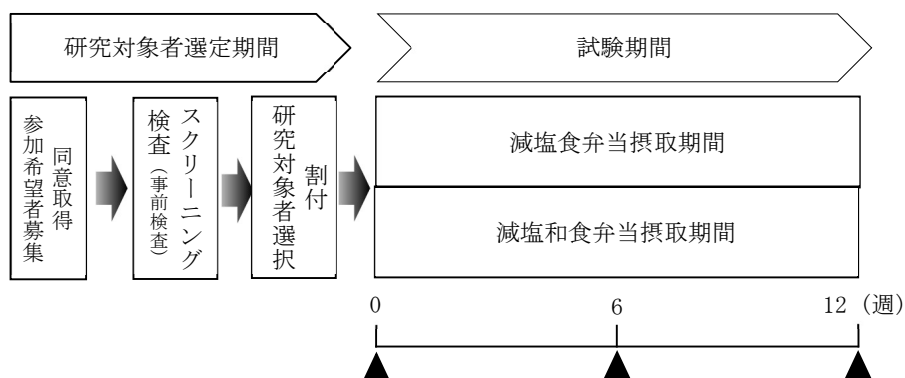 研究対象者選定期間
試験期間
参加希望者募集
同意取得
スクリーニング
検査（事前検査）
研究対象者選択
割付
減塩食弁当摂取期間
減塩和食弁当摂取期間
0 6 12（週）